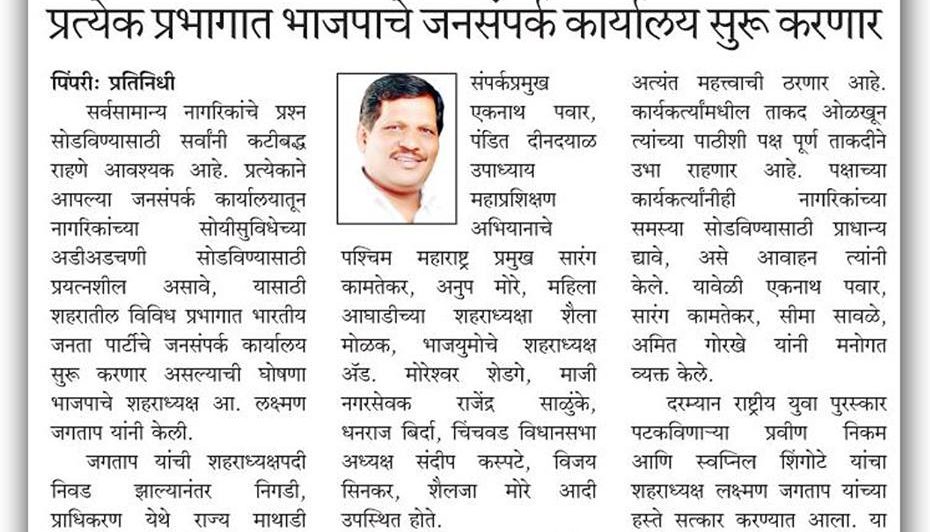 प्रत्येक प्रभागात भाजपाचे जनसंपर्क कार्यालय सुरू करणार
पिंपरीः प्रतिनिधी
सर्वसामान्य नागरिकांचे प्रश्न
सोडविण्यासाठी सर्वांनी कटीबद्ध
राहणे आवश्यक आहे. प्रत्येकाने
आपल्या जनसंपर्क कार्यालयातून
नागरिकांच्या सोयीसुविधेच्या
अडीअडचणी सोडविण्यासाठी
प्रयत्नशील असावे, यासाठी
शहरातील विविध प्रभागात भारतीय
जनता पार्टीचे जनसंपर्क कार्यालय
सुरू करणार असल्याची घोषणा
भाजपाचे शहराध्यक्ष आ. लक्ष्मण
जगताप यांनी केली.
जगताप यांची शहराध्यक्षपदी
निवड झाल्यानंतर निगडी,
प्राधिकरण येथे राज्य माथाडी
संपर्कप्रमुख
एकनाथ पवार,
पंडित दीनदयाळ
उपाध्याय
महाप्रशिक्षण
अभियानाचे
पश्चिम महाराष्ट्र प्रमुख सारंग
कामतेकर, अनुप मोरे, महिला
आघाडीच्या शहराध्यक्षा शैला
मोळक, भाजयुमोचे शहराध्यक्ष
अ‍ॅड. मोरेश्वर शेडगे, माजी
नगरसेवक राजेंद्र साळुंके,
धनराज बिर्दा, चिंचवड विधानसभा
अध्यक्ष संदीप कस्पटे, विजय
सिनकर, शैलजा मोरे आदी
उपस्थित होते.
अत्यंत महत्त्वाची ठरणार आहे.
कार्यकर्त्यांमधील ताकद ओळखून
त्यांच्या पाठीशी पक्ष पूर्ण ताकदीने
उभा राहणार आहे. पक्षाच्या
कार्यकर्त्यांनीही नागरिकांच्या
समस्या सोडविण्यासाठी प्राधान्य
द्यावे, असे आवाहन त्यांनी
केले. यावेळी एकनाथ पवार,
सारंग कामतेकर, सीमा सावळे,
अमित गोरखे यांनी मनोगत
व्यक्त केले.
दरम्यान राष्ट्रीय युवा पुरस्कार
पटकविणाऱ्या प्रवीण निकम
आणि स्वप्निल शिंगोटे यांचा
शहराध्यक्ष लक्ष्मण जगताप यांच्या
हस्ते सत्कार करण्यात आला. या